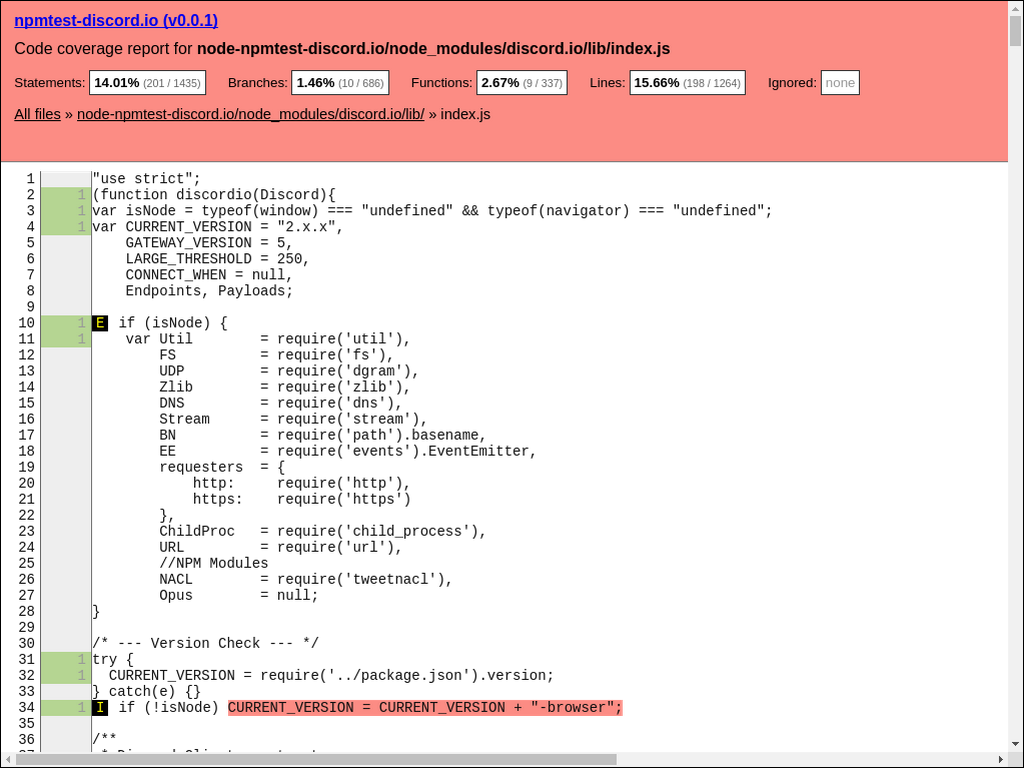 npmtest-discord.io (v0.0.1)
Code coverage report for node-npmtest-discord.io/node_modules/discord.io/lib/index.js
Statements: 14.01% (201 / 1435) Branches: 1.46% (10 / 686) Functions: 2.67% (9 / 337) Lines: 15.66% (198 / 1264) Ignored: none
All files » node-npmtest-discord.io/node_modules/discord.io/lib/ » index.js
1 "use strict";
2 1 (function discordio(Discord){
3 1 var isNode = typeof(window) === "undefined" && typeof(navigator) === "undefined";
4 1 var CURRENT_VERSION = "2.x.x",
5     GATEWAY_VERSION = 5,
6     LARGE_THRESHOLD = 250,
7     CONNECT_WHEN = null,
8     Endpoints, Payloads;
9
10 1 E if (isNode) {
11 1     var Util        = require('util'),
12         FS          = require('fs'),
13         UDP         = require('dgram'),
14         Zlib        = require('zlib'),
15         DNS         = require('dns'),
16         Stream      = require('stream'),
17         BN          = require('path').basename,
18         EE          = require('events').EventEmitter,
19         requesters  = {
20             http:     require('http'),
21             https:    require('https')
22         },
23         ChildProc   = require('child_process'),
24         URL         = require('url'),
25         //NPM Modules
26         NACL        = require('tweetnacl'),
27         Opus        = null;
28 }
29
30 /* --- Version Check --- */
31 1 try {
32 1   CURRENT_VERSION = require('../package.json').version;
33 } catch(e) {}
34 1 I if (!isNode) CURRENT_VERSION = CURRENT_VERSION + "-browser";
35
36 /**